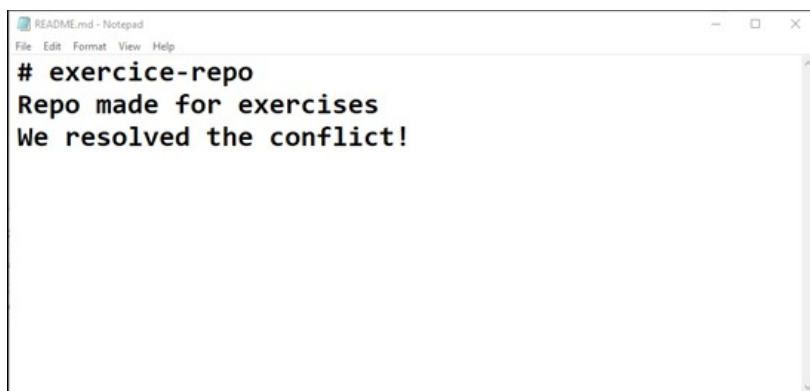 README.md - Notepad
File Edit Format View Help
# exercice-repo
Repo made for exercises
We resolved the conflict!